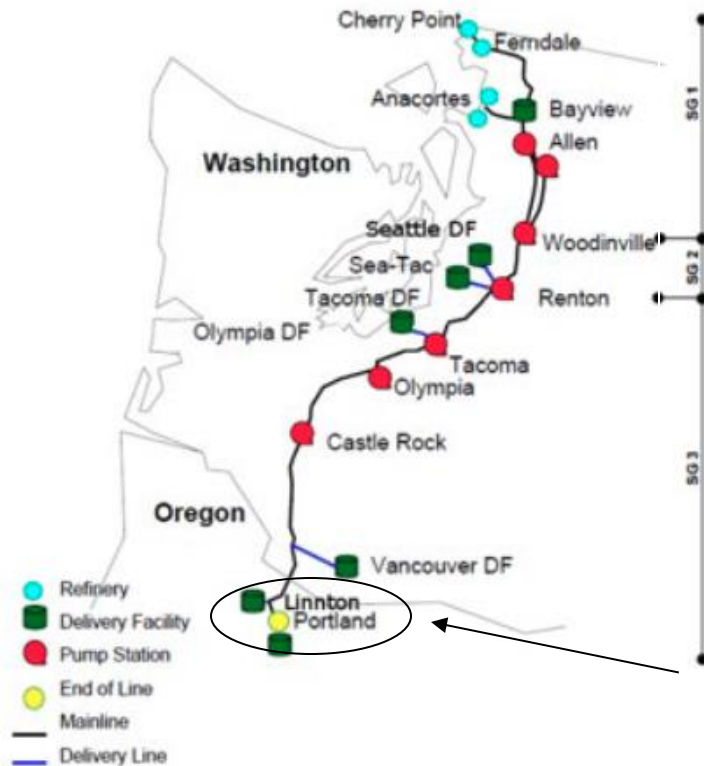 Cherry Point
Ferndale
Anacortes
Bayview
Allen
Washington
SG 1
Seattle DF
Woodinville
Sea-Tac
SG 2
Tacoma DF
Renton
Olympia DF
Tacoma
Olympia
Castle Rock
SG 3
Oregon
Vancouver DF
Refinery
Linnton
Delivery Facility
Portland
Pump Station
End of Line
Mainline
Delivery Line